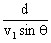 d
v₁ sin θ